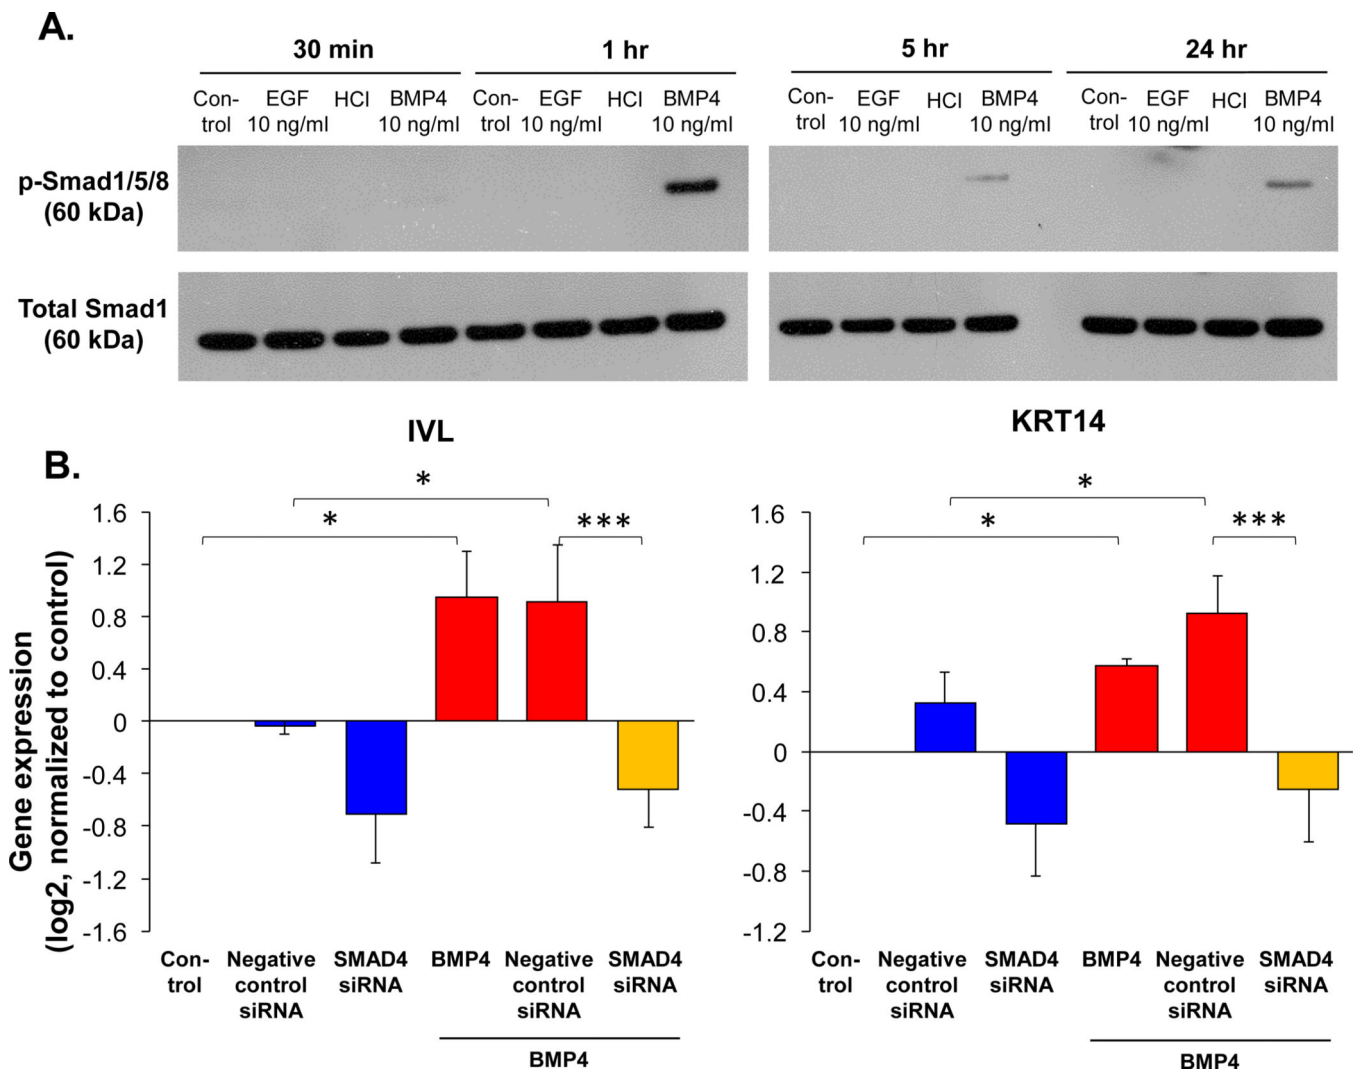 A.
30 min 1 hr 5 hr 24 hr
Con- EGF HCl BMP4 Con- EGF HCl BMP4 Con- EGF HCl BMP4 Con- EGF HCl BMP4
trol 10 ng/ml 10 ng/ml trol 10 ng/ml 10 ng/ml trol 10 ng/ml 10 ng/ml trol 10 ng/ml 10 ng/ml
p-Smad1/5/8
(60 kDa)
Total Smad1
(60 kDa)
B.
Gene expression
(log2, normalized to control)
IVL
* 
*
***
1.6
1.2
0.8
0.4
0
-0.4
-0.8
-1.2
-1.6
Con- Negative SMAD4 BMP4 Negative SMAD4
trol control siRNA control siRNA
siRNA siRNA
BMP4
KRT14
*
*
***
1.6
1.2
0.8
0.4
0
-0.4
-0.8
-1.2
Con- Negative SMAD4 BMP4 Negative SMAD4
trol control siRNA control siRNA
siRNA siRNA
BMP4